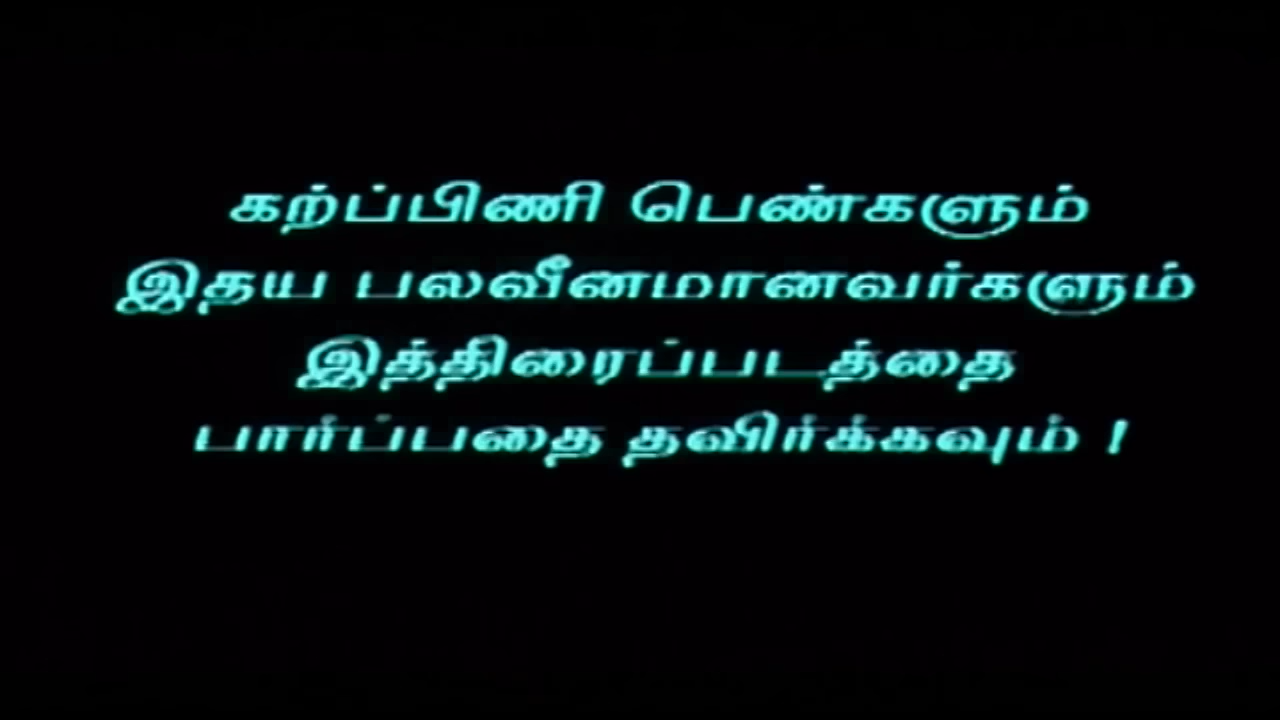 கற்ப்பிணி பெண்களும்
இதய பலவீனமானவர்களும்
இத்திரைப்படத்தை
பார்ப்பதை தவிர்க்கவும் !